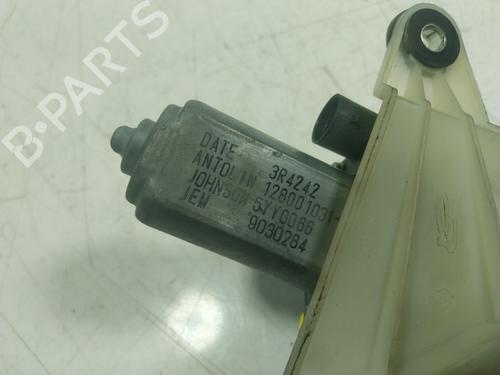 B-PARTS
DATE 3R4242
ANTOLIN 128001031-
JOHNSON 5YY0066
JEM 9030284